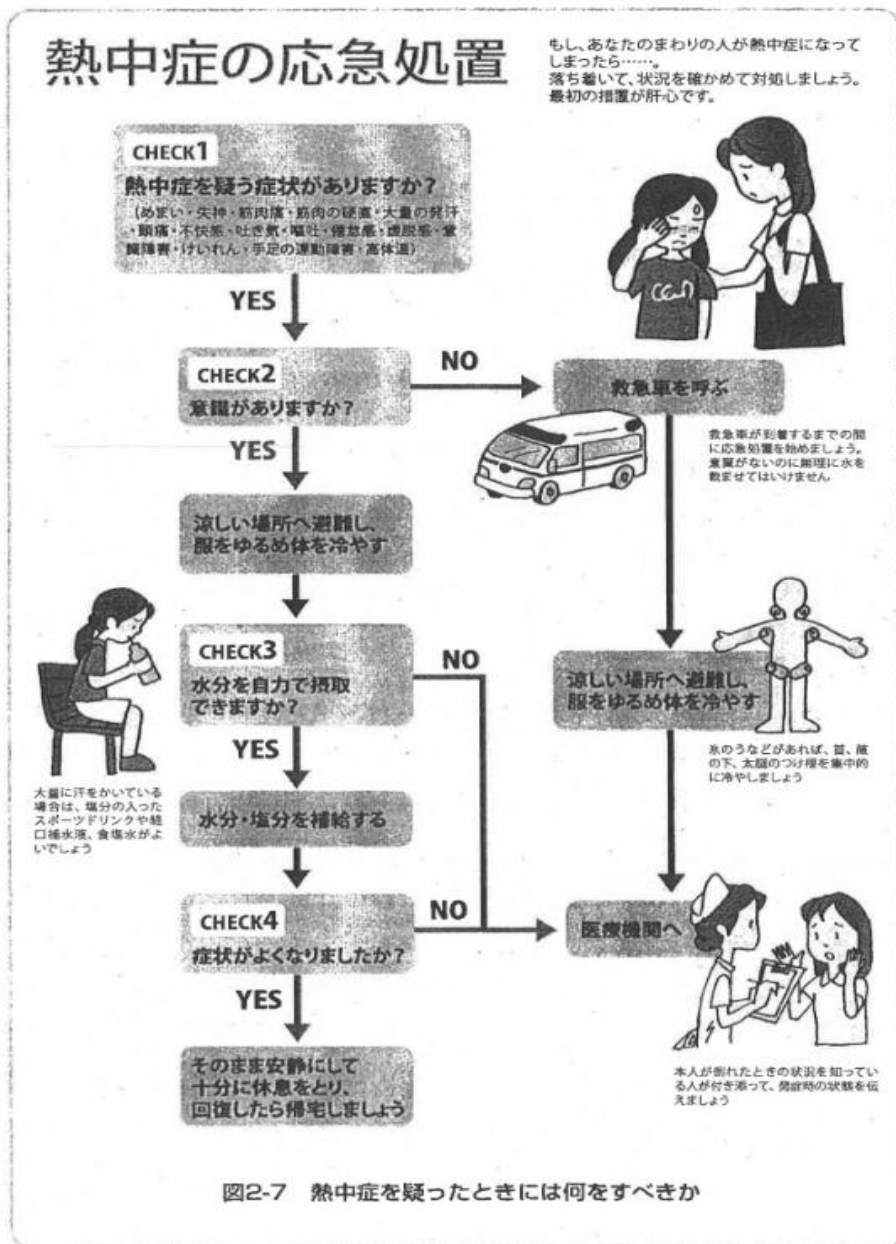 熱中症の応急処置
もし、あなたのまわりの人が熱中症になって
しまったら……。
落ち着いて、状況を確かめて対処しましょう。
最初の措置が肝心です。
CHECK1
熱中症を疑う症状がありますか?
(めまい・失神・筋肉痛・筋肉の硬直・大量の発汗
・頭痛・不快感・吐き気・嘔吐・倦怠感・虚脱感・意
識障害・けいれん・手足の運動障害・高体温)
YES
CHECK2
意識がありますか?
NO
救急車を呼ぶ
救急車が到着するまでの間
に応急処置を始めましょう。
意識がないのに無理に水を
飲ませてはいけません
YES
涼しい場所へ避難し、
服をゆるめ体を冷やす
CHECK3
水分を自力で摂取
できますか?
NO
涼しい場所へ避難し、
服をゆるめ体を冷やす
氷のうなどがあれば、首、腋
の下、太腿のつけ根を集中的
に冷やしましょう
YES
大量に汗をかいている
場合は、塩分の入った
スポーツドリンクや経
口補水液、食塩水がよ
いでしょう
水分・塩分を補給する
CHECK4
症状がよくなりましたか?
NO
医療機関へ
本人が倒れたときの状況を知ってい
る人が付き添って、発症時の状態を伝
えましょう
YES
そのまま安静にして
十分に休息をとり、
回復したら帰宅しましょう
図2-7 熱中症を疑ったときには何をすべきか